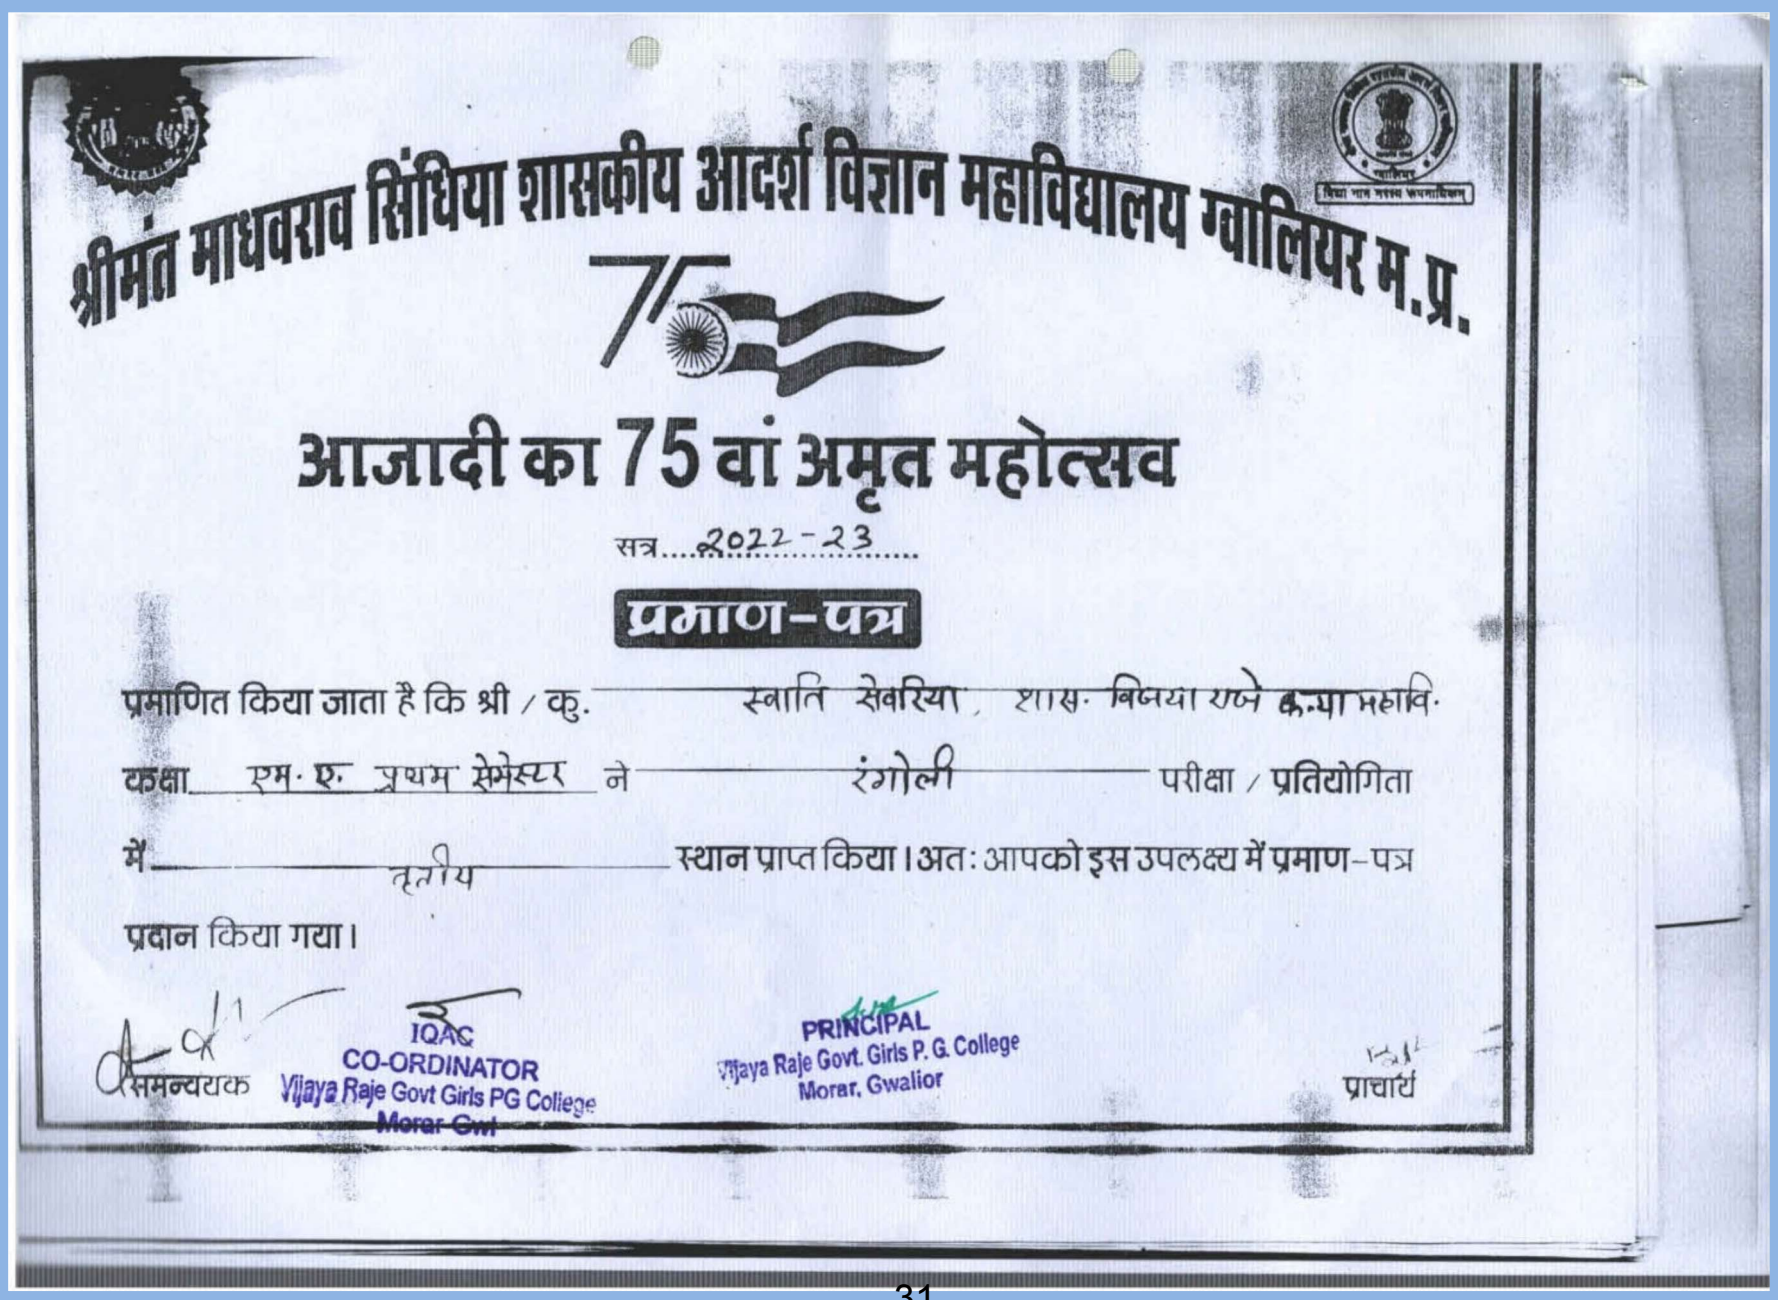 श्रीमंत माधवराव सिंधिया शासकीय आदर्श विज्ञान महाविद्यालय ग्वालियर म.प्र.
आजादी का 75 वां अमृत महोत्सव
सत्र....2022-23
प्रमाण-पत्र
प्रमाणित किया जाता है कि श्री / कु. स्वाति सेवरिया, शास. विजया राजे कन्या महावि.
कक्षा एम. ए. प्रथम सेमेस्टर ने रंगोली परीक्षा / प्रतियोगिता
में तृतीय स्थान प्राप्त किया। अतः आपको इस उपलक्ष्य में प्रमाण-पत्र
प्रदान किया गया।
समन्वयक
IQAC
CO-ORDINATOR
Vijaya Raje Govt Girls PG College
Morar Gwl
PRINCIPAL
Vijaya Raje Govt. Girls P. G. College
Morar, Gwalior
प्राचार्य
31